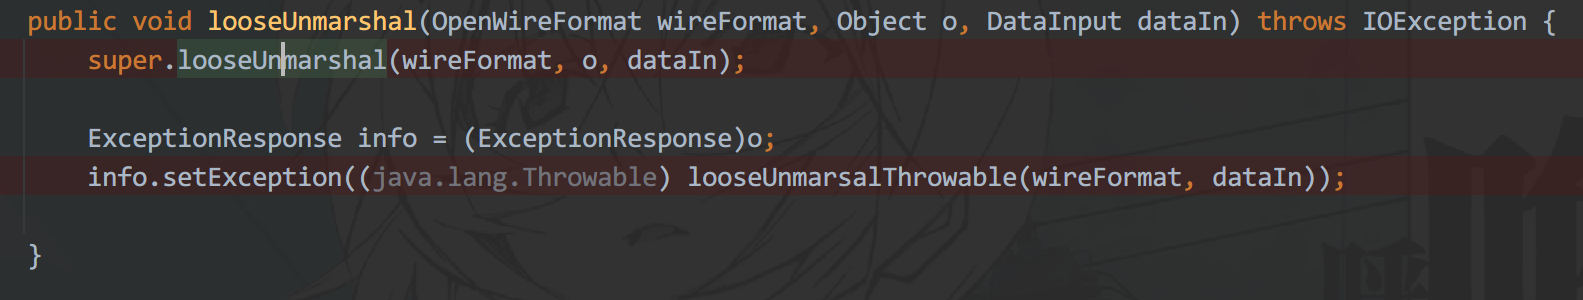 public void looseUnmarshal(OpenWireFormat wireFormat, Object o, DataInput dataIn) throws IOException {
super.looseUnmarshal(wireFormat, o, dataIn);
ExceptionResponse info = (ExceptionResponse)o;
info.setException((java.lang.Throwable) looseUnmarsalThrowable(wireFormat, dataIn));
}